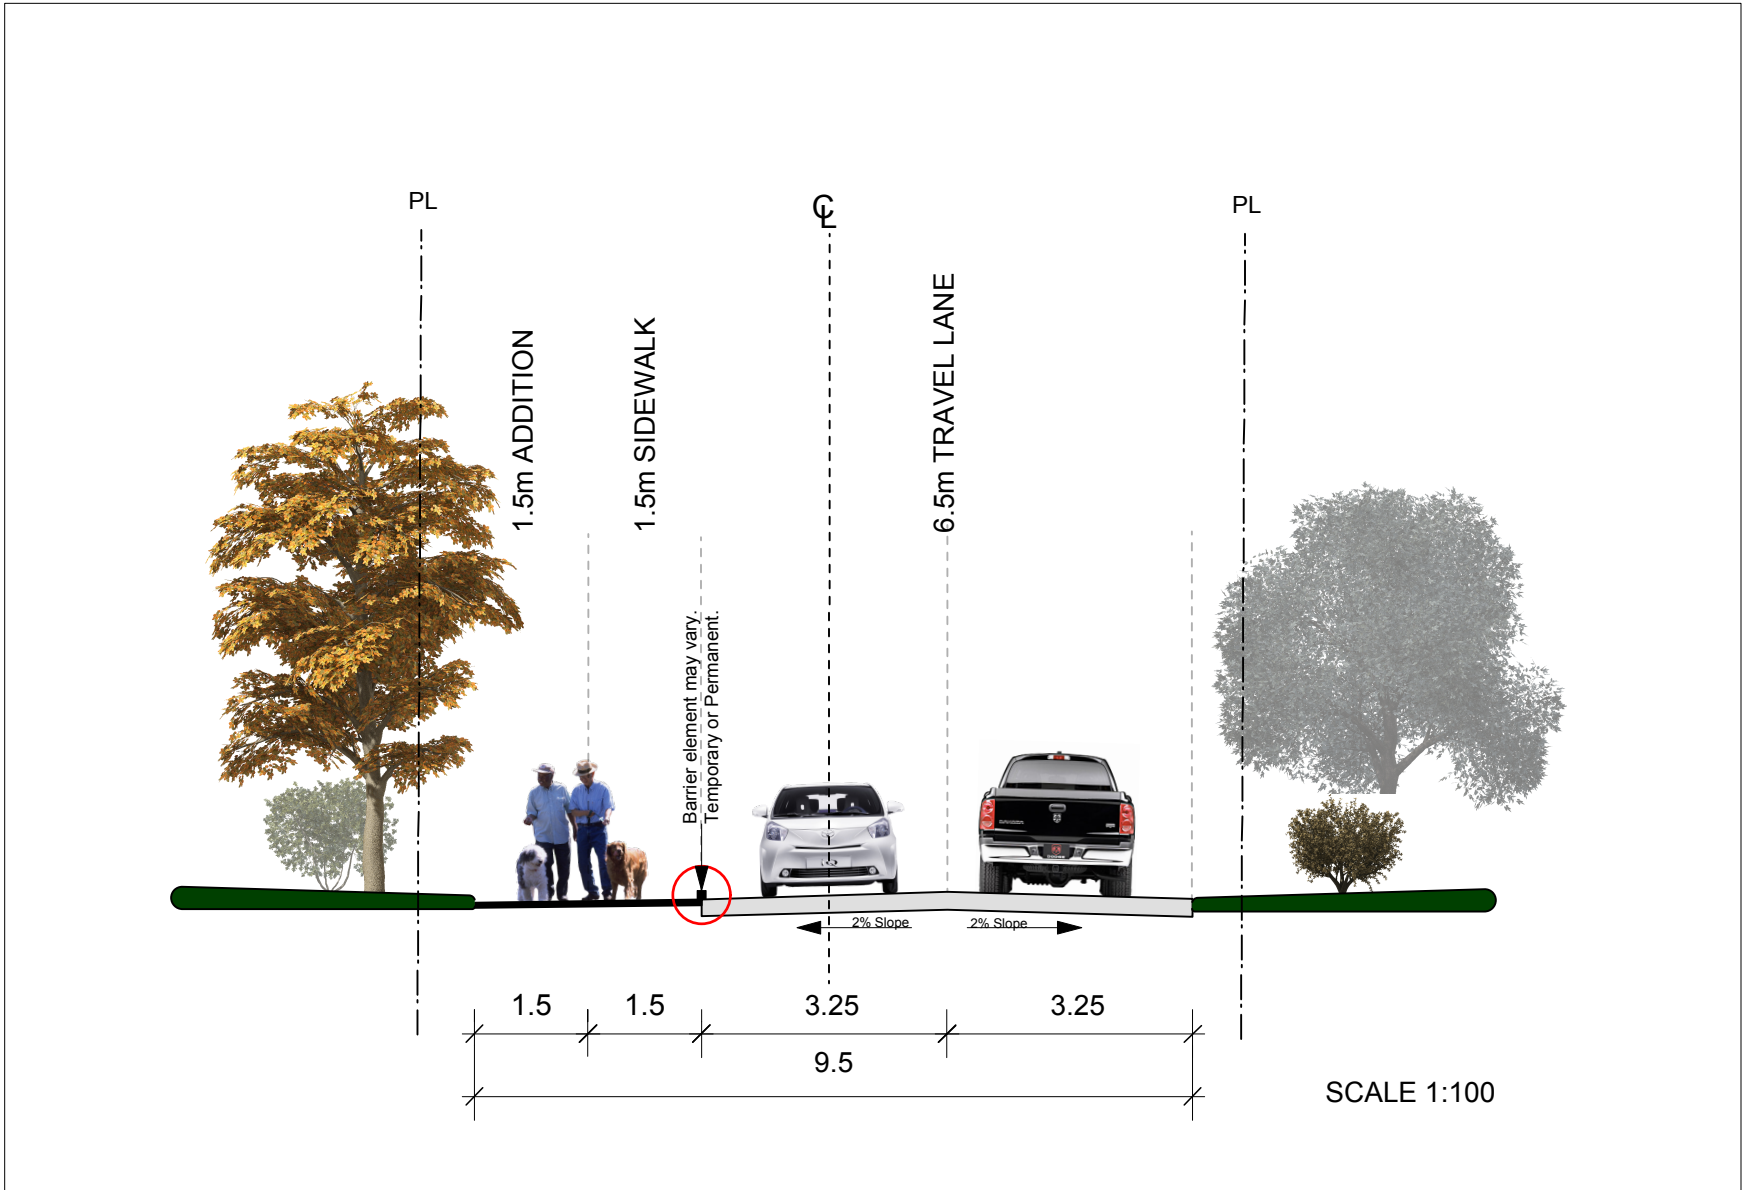 PL
CL
PL
1.5m ADDITION
1.5m SIDEWALK
6.5m TRAVEL LANE
Barrier element may vary.
Temporary or Permanent.
2% Slope
2% Slope
1.5
1.5
3.25
3.25
9.5
SCALE 1:100